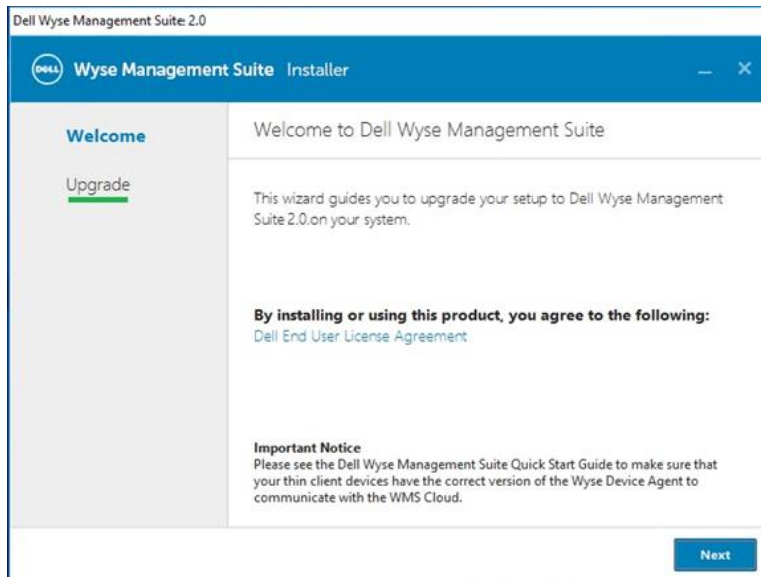 Dell Wyse Management Suite 2.0
DELL Wyse Management Suite Installer
Welcome
Upgrade
Welcome to Dell Wyse Management Suite
This wizard guides you to upgrade your setup to Dell Wyse Management
Suite 2.0.on your system.
By installing or using this product, you agree to the following:
Dell End User License Agreement
Important Notice
Please see the Dell Wyse Management Suite Quick Start Guide to make sure that
your thin client devices have the correct version of the Wyse Device Agent to
communicate with the WMS Cloud.
Next